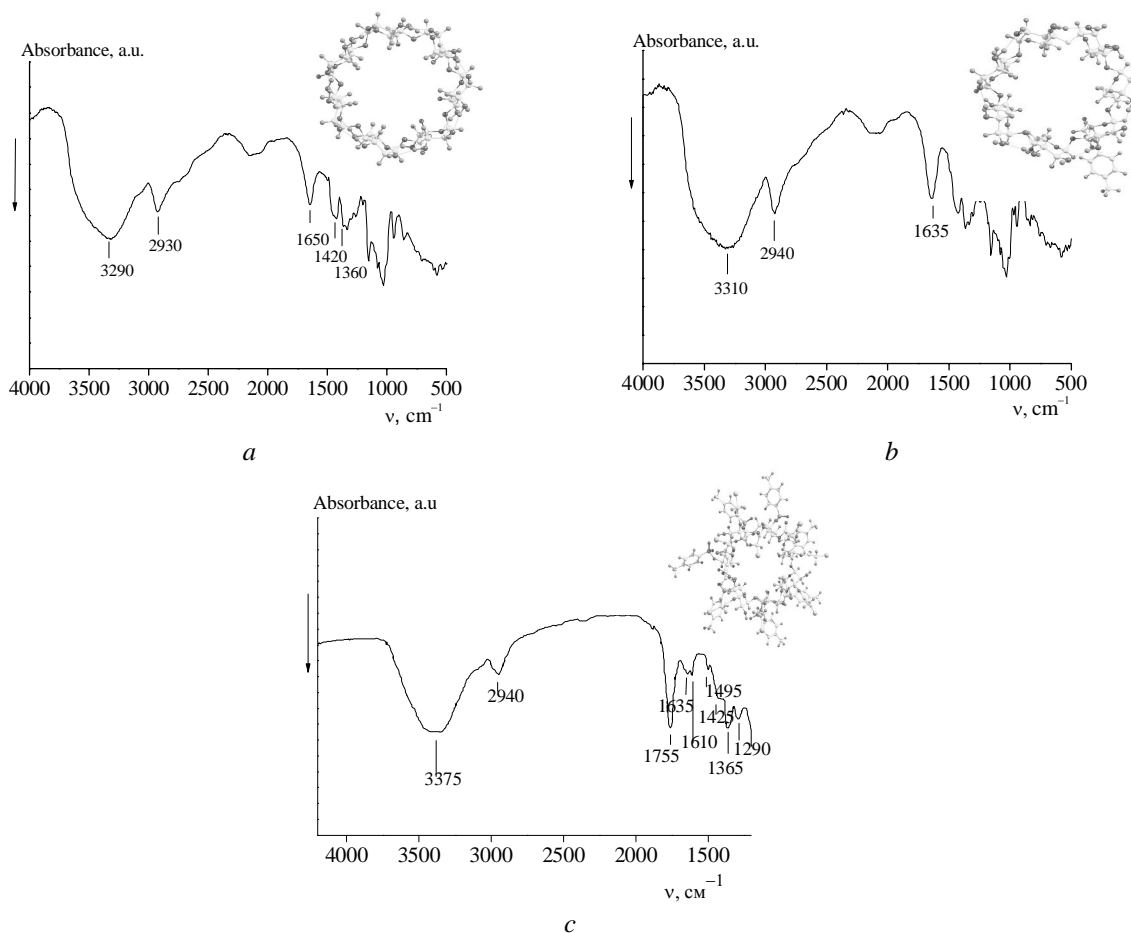 Absorbance, a.u.
3290
2930
1650
1420
1360
4000 3500 3000 2500 2000 1500 1000 500
ν, cm⁻¹
a
Absorbance, a.u.
3310
2940
1635
4000 3500 3000 2500 2000 1500 1000 500
ν, cm⁻¹
b
Absorbance, a.u
3375
2940
1755
1635
1610
1495
1425
1365
1290
4000 3500 3000 2500 2000 1500
ν, см⁻¹
c